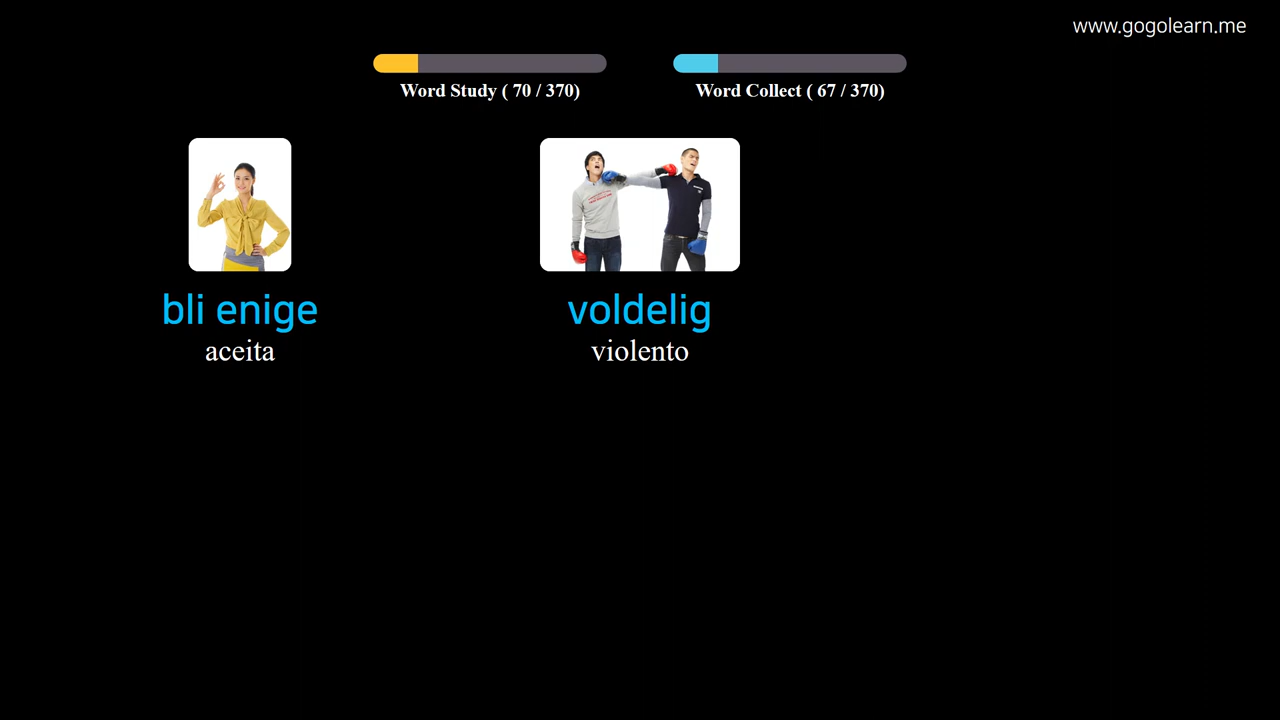 www.gogolearn.me
Word Study ( 70 / 370)
Word Collect ( 67 / 370)
bli enige
aceita
voldelig
violento